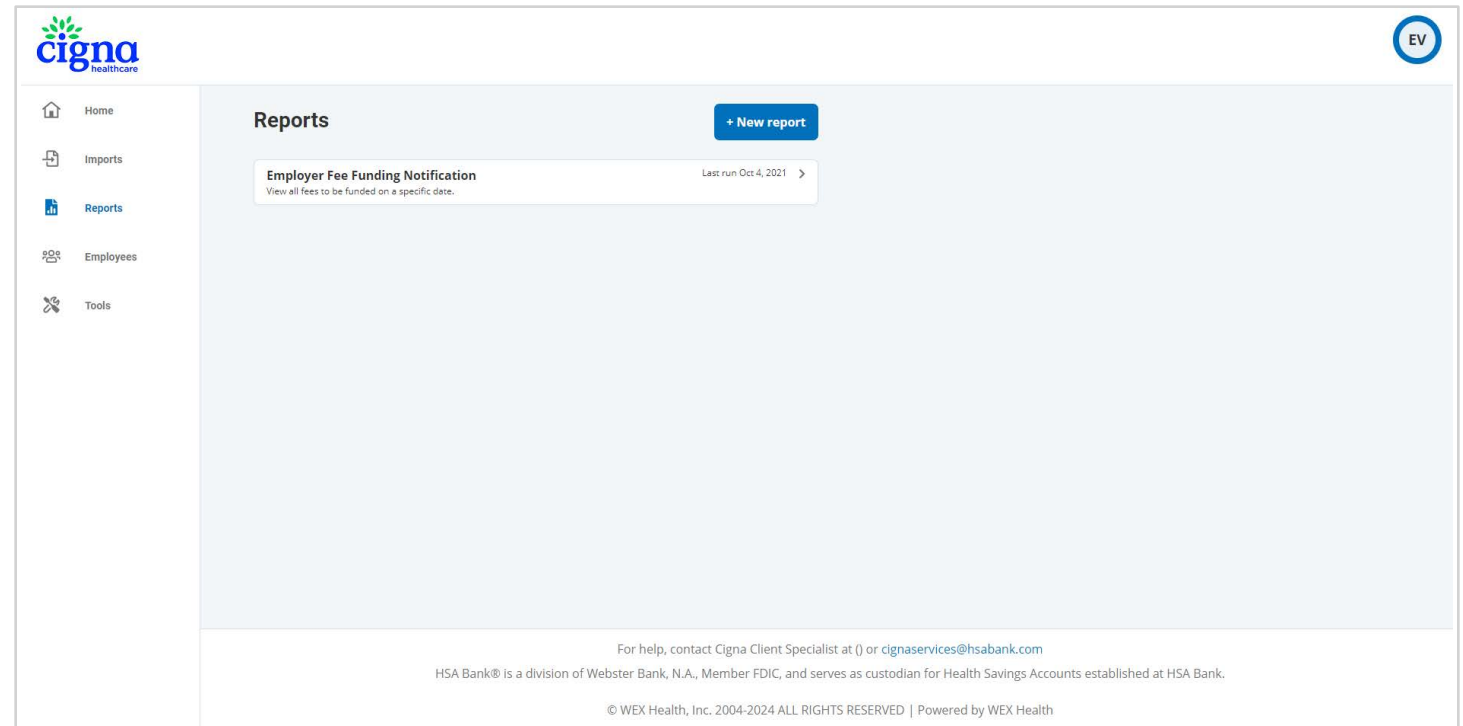 cigna
healthcare
EV
Home
Imports
Reports
Employees
Tools
Reports
+ New report
Employer Fee Funding Notification
View all fees to be funded on a specific date.
Last run Oct 4, 2021
For help, contact Cigna Client Specialist at () or cignaservices@hsabank.com
HSA Bank® is a division of Webster Bank, N.A., Member FDIC, and serves as custodian for Health Savings Accounts established at HSA Bank.
© WEX Health, Inc. 2004-2024 ALL RIGHTS RESERVED | Powered by WEX Health